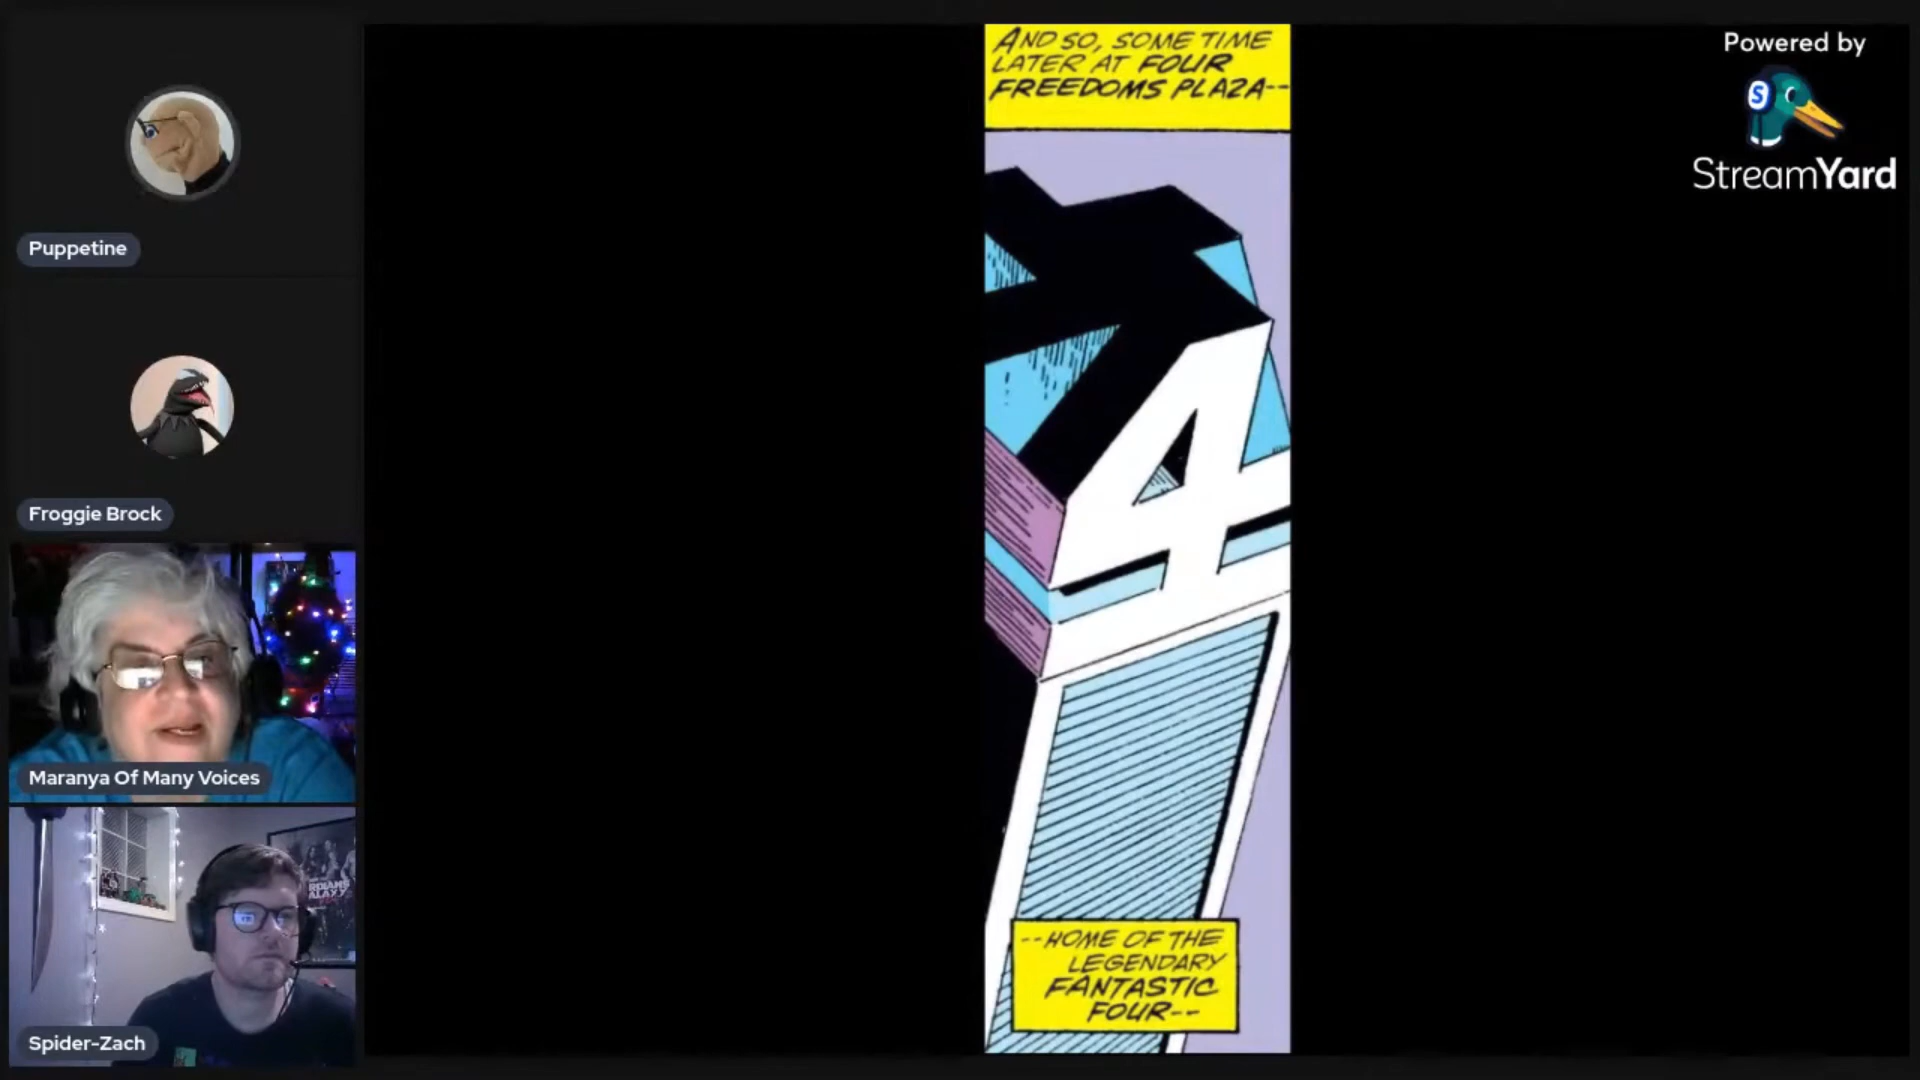 Puppetine
Froggie Brock
Maranya Of Many Voices
Spider-Zach
AND SO, SOME TIME
LATER AT FOUR
FREEDOMS PLAZA--
4
--HOME OF THE
LEGENDARY
FANTASTIC
FOUR--
Powered by
S
StreamYard